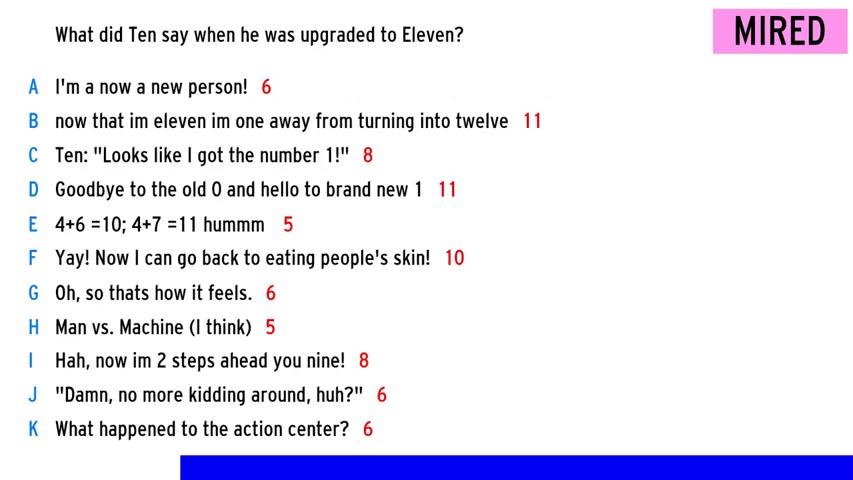 What did Ten say when he was upgraded to Eleven?
MIRED
A I'm a now a new person! 6
B now that im eleven im one away from turning into twelve 11
C Ten: "Looks like I got the number 1!" 8
D Goodbye to the old 0 and hello to brand new 1 11
E 4+6 =10; 4+7 =11 hummm 5
F Yay! Now I can go back to eating people's skin! 10
G Oh, so thats how it feels. 6
H Man vs. Machine (I think) 5
I Hah, now im 2 steps ahead you nine! 8
J "Damn, no more kidding around, huh?" 6
K What happened to the action center? 6